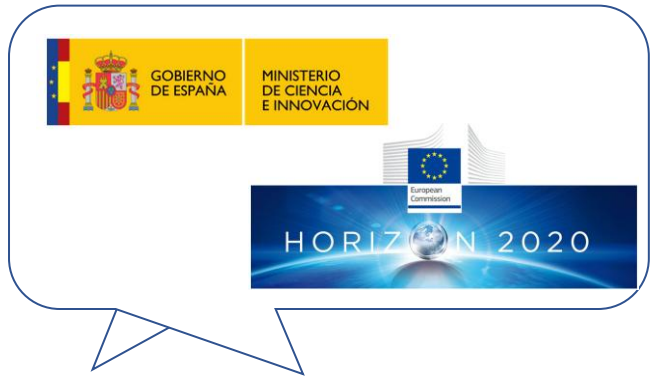 GOBIERNO
DE ESPAÑA
MINISTERIO
DE CIENCIA
E INNOVACIÓN
European
Commission
HORIZON 2020